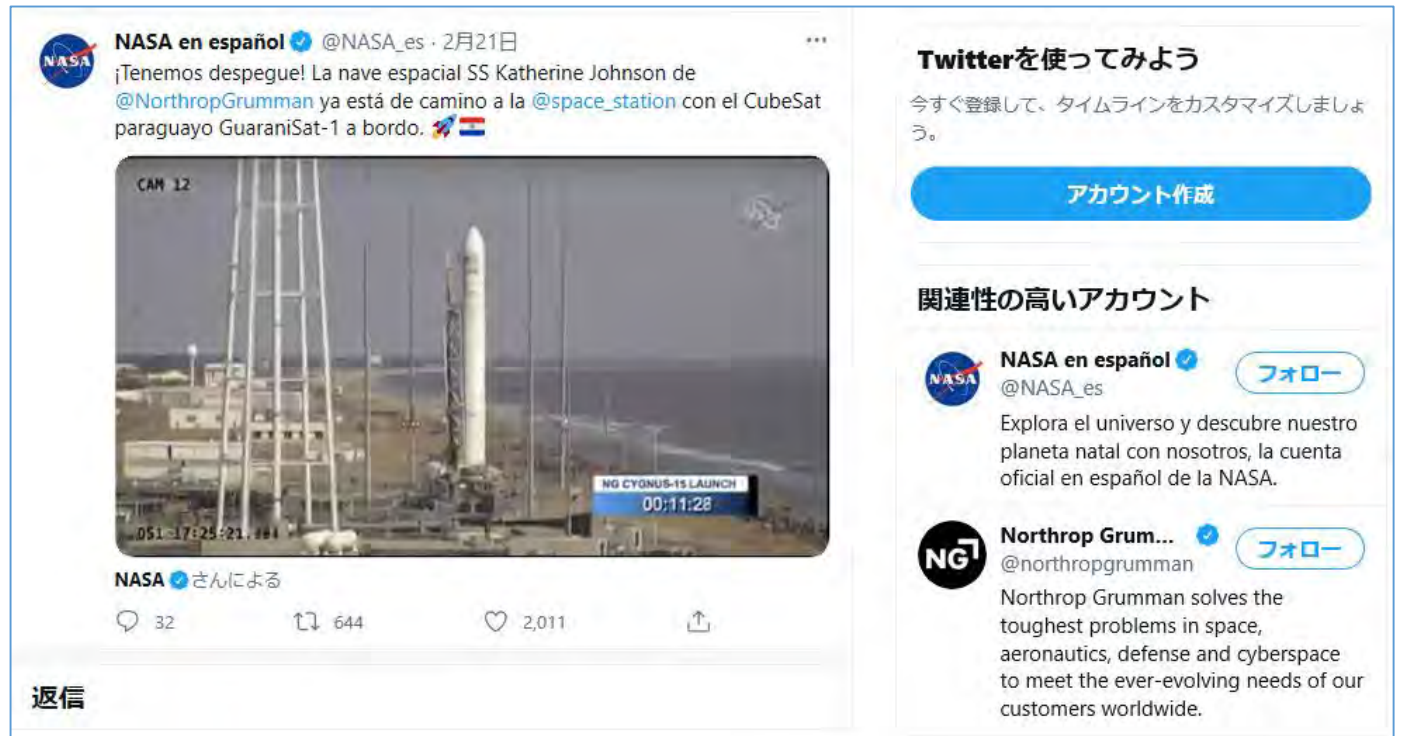 NASA en español @NASA_es · 2月21日
¡Tenemos despegue! La nave espacial SS Katherine Johnson de
@NorthropGrumman ya está de camino a la @space_station con el CubeSat
paraguayo GuaraniSat-1 a bordo. 🚀🇵🇾
CAM 12
NG CYGNUS-15 LAUNCH
00:11:28
NASA さんによる
32 644 2,011
返信
Twitterを使ってみよう
今すぐ登録して、タイムラインをカスタマイズしましょ
う。
アカウント作成
関連性の高いアカウント
NASA
NASA en español
フォロー
@NASA_es
Explora el universo y descubre nuestro
planeta natal con nosotros, la cuenta
oficial en español de la NASA.
NG
Northrop Grum...
フォロー
@northropgrumman
Northrop Grumman solves the
toughest problems in space,
aeronautics, defense and cyberspace
to meet the ever-evolving needs of our
customers worldwide.